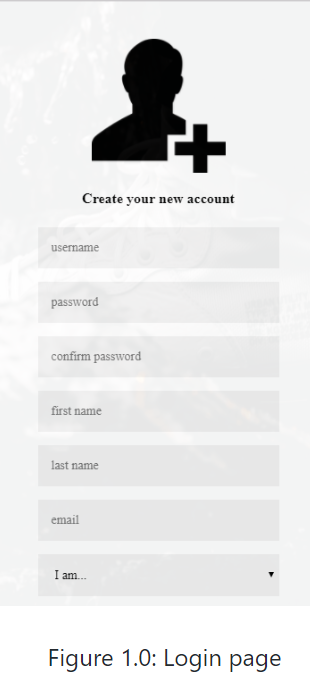 Create your new account
username
password
confirm password
first name
last name
email
I am...
Figure 1.0: Login page